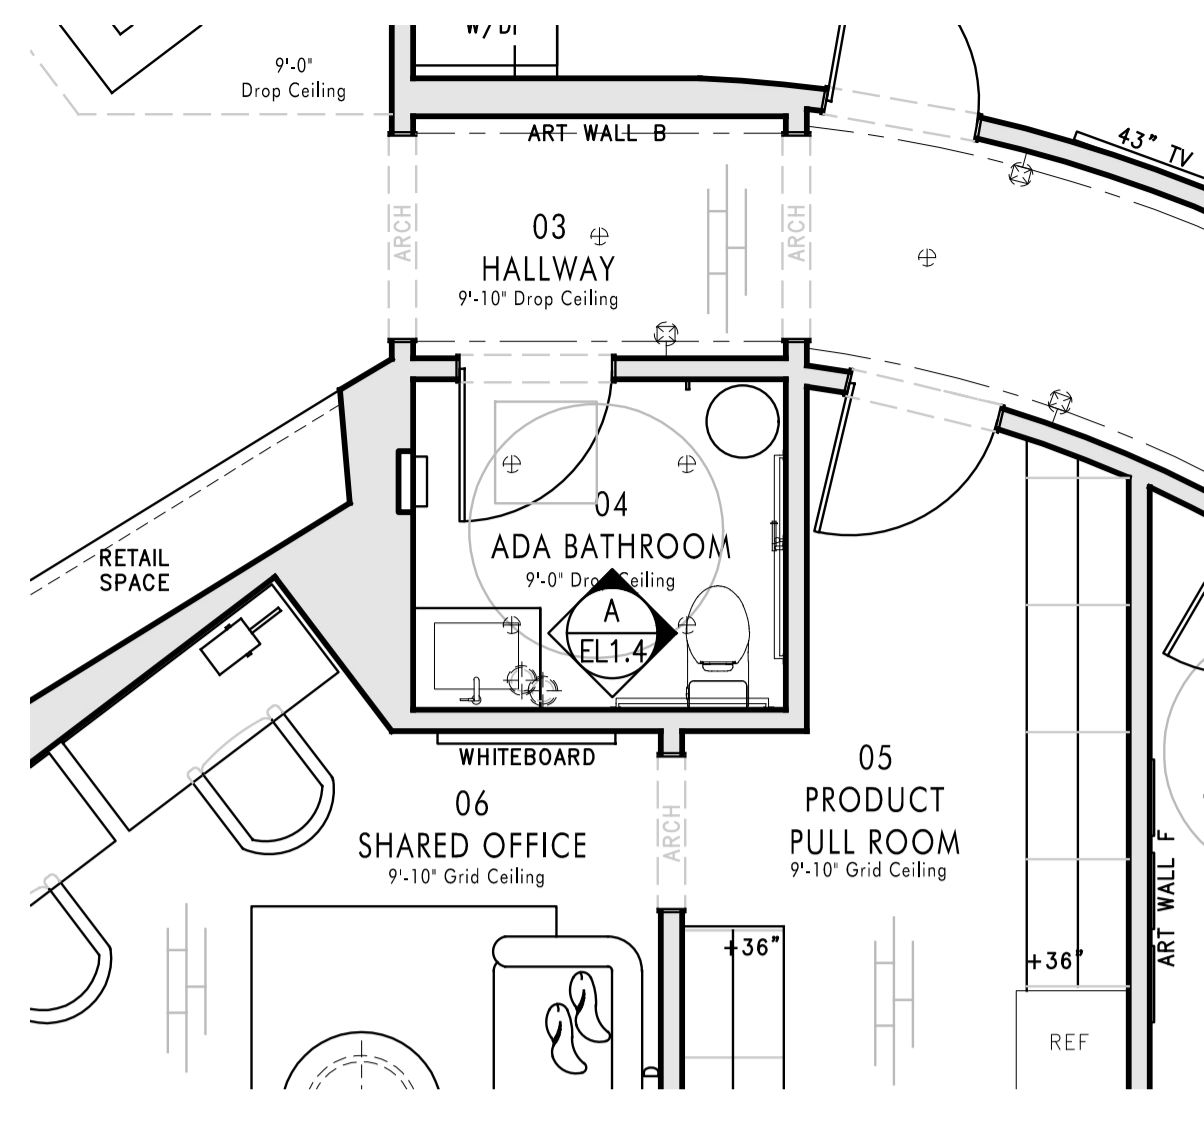 W/D
9'-0"
Drop Ceiling
ART WALL B
43” TV
ARCH
ARCH
03
HALLWAY
9'-10" Drop Ceiling
04
ADA BATHROOM
9'-0" Drop Ceiling
A
EL1.4
RETAIL
SPACE
WHITEBOARD
06
SHARED OFFICE
9'-10" Grid Ceiling
ARCH
05
PRODUCT
PULL ROOM
9'-10" Grid Ceiling
ART WALL F
+36”
+36”
REF